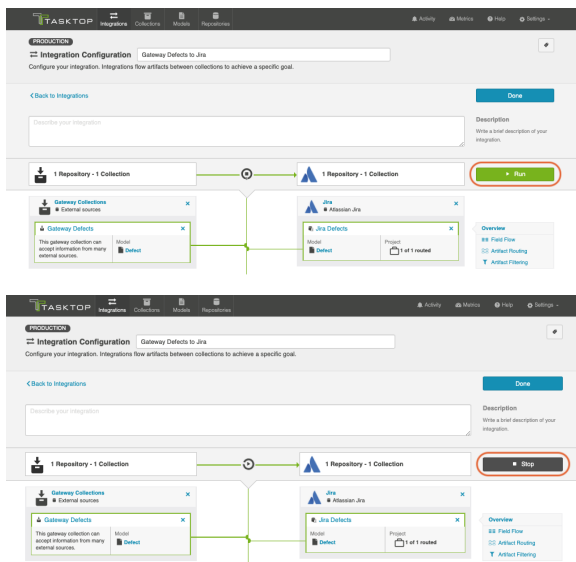 TASKTOP Integrations Collections Models Repositories Activity Metrics Help Settings
PRODUCTION
Integration Configuration Gateway Defects to Jira
Configure your integration. Integrations flow artifacts between collections to achieve a specific goal.
Back to Integrations Done
Describe your integration Description
Write a brief description of your
integration.
1 Repository - 1 Collection 1 Repository - 1 Collection Run
Gateway Collections Jira
External sources Atlassian Jira
Gateway Defects Jira Defects Overview
This gateway collection can Model Model Project Field Flow
accept information from many Defect Defect 1 of 1 routed Artifact Routing
external sources. Artifact Filtering
TASKTOP Integrations Collections Models Repositories Activity Metrics Help Settings
PRODUCTION
Integration Configuration Gateway Defects to Jira
Configure your integration. Integrations flow artifacts between collections to achieve a specific goal.
Back to Integrations Done
Describe your integration Description
Write a brief description of your
integration.
1 Repository - 1 Collection 1 Repository - 1 Collection Stop
Gateway Collections Jira
External sources Atlassian Jira
Gateway Defects Jira Defects Overview
This gateway collection can Model Model Project Field Flow
accept information from many Defect Defect 1 of 1 routed Artifact Routing
external sources. Artifact Filtering